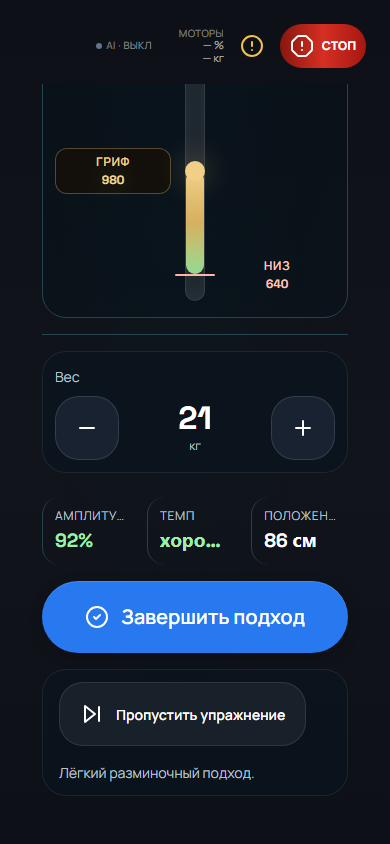 AI · ВЫКЛ
МОТОРЫ
— %
— кг
СТОП
ГРИФ
980
НИЗ
640
Вес
21
кг
АМПЛИТУ...
ТЕМП
ПОЛОЖЕН...
92%
хоро...
86 см
Завершить подход
Пропустить упражнение
Лёгкий разминочный подход.